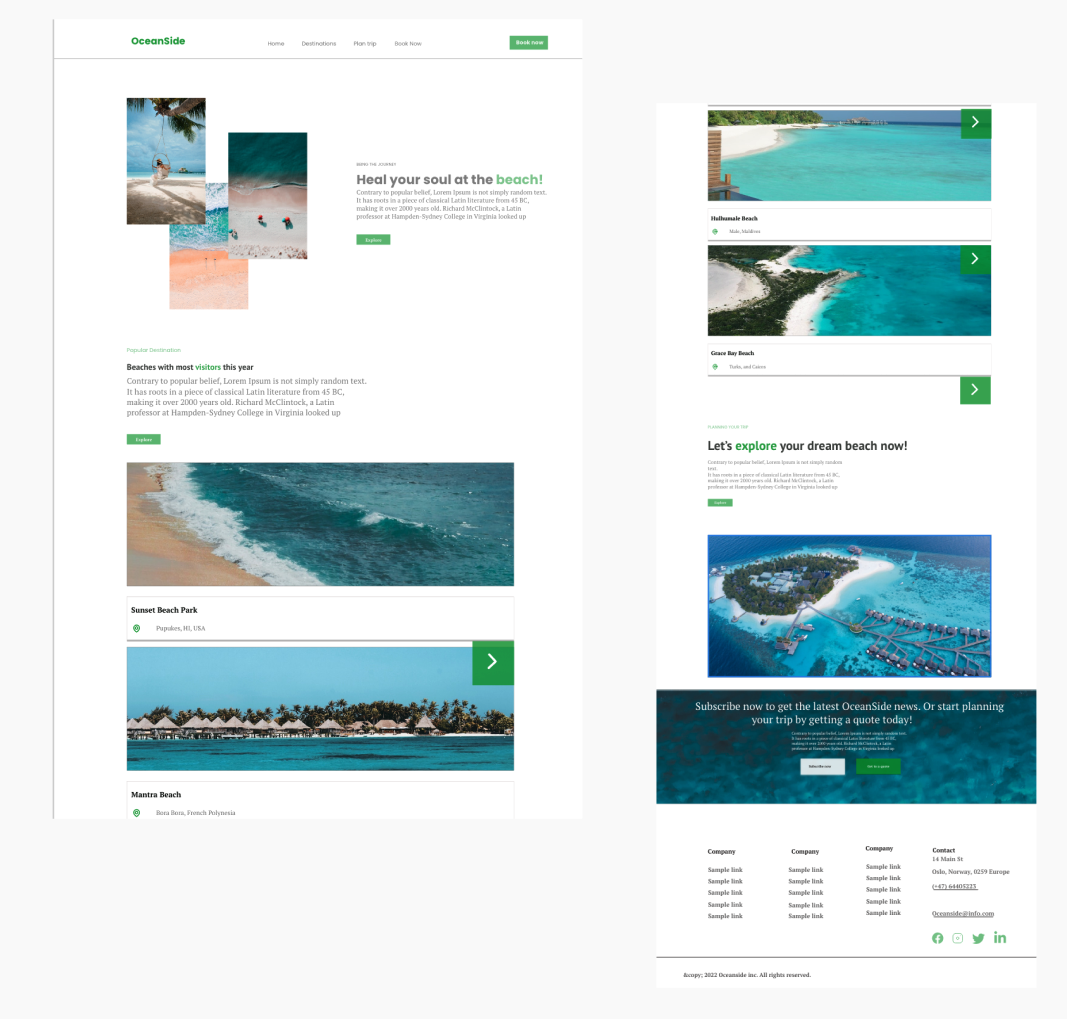 OceanSide
Home
Destinations
Plan trip
Book Now
Book now
Heal your soul at the beach!
Contrary to popular belief, Lorem Ipsum is not simply random text.
It has roots in a piece of classical Latin literature from 45 BC,
making it over 2000 years old. Richard McClintock, a Latin
professor at Hampden-Sydney College in Virginia looked up
Explore
Popular Destination
Beaches with most visitors this year
Contrary to popular belief, Lorem Ipsum is not simply random text.
It has roots in a piece of classical Latin literature from 45 BC,
making it over 2000 years old. Richard McClintock, a Latin
professor at Hampden-Sydney College in Virginia looked up
Explore
Sunset Beach Park
Pupukes, HI, USA
Mantra Beach
Bora Bora, French Polynesia
Hulhumale Beach
Male, Maldives
Grace Bay Beach
Turks, and Caicos
PLANNING YOUR TRIP
Let's explore your dream beach now!
Contrary to popular belief, Lorem Ipsum is not simply random
text.
It has roots in a piece of classical Latin literature from 45 BC,
making it over 2000 years old. Richard McClintock, a Latin
professor at Hampden-Sydney College in Virginia looked up
Explore
Subscribe now to get the latest OceanSide news. Or start planning
your trip by getting a quote today!
Contrary to popular belief, Lorem Ipsum is not simply random text.
It has roots in a piece of classical Latin literature from 45 BC,
making it over 2000 years old. Richard McClintock, a Latin
professor at Hampden-Sydney College in Virginia looked up
Subscribe now
Company
Sample link
Sample link
Sample link
Sample link
Sample link
Company
Sample link
Sample link
Sample link
Sample link
Sample link
Company
Sample link
Sample link
Sample link
Sample link
Sample link
Contact
14 Main St
Oslo, Norway, 0259 Europe
(+47) 64405223
Oceanside@info.com
&copy; 2022 Oceanside inc. All rights reserved.